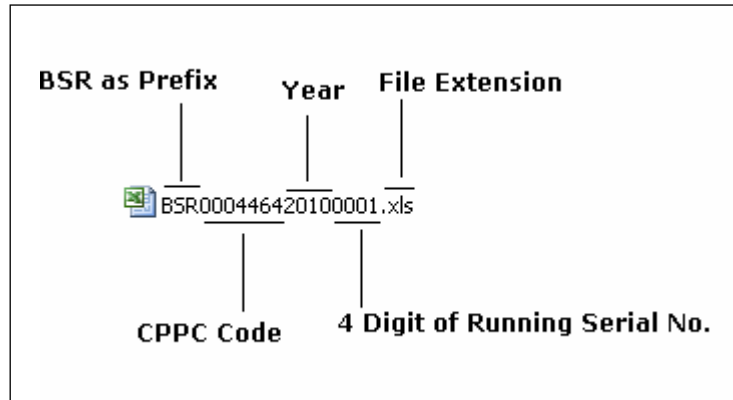 BSR as Prefix
Year
File Extension
BSR000446420100001.xls
CPPC Code
4 Digit of Running Serial No.